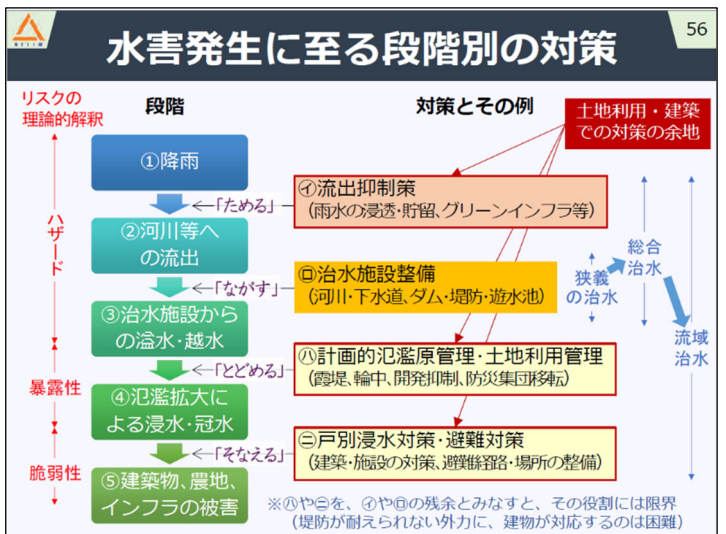 56
水害発生に至る段階別の対策
リスクの
理論的解釈
段階
対策とその例
土地利用・建築
での対策の余地
ハザード
暴露性
脆弱性
①降雨
「ためる」
②河川等へ
の流出
「ながす」
③治水施設から
の溢水・越水
「とどめる」
④氾濫拡大に
よる浸水・冠水
「そなえる」
⑤建築物、農地、
インフラの被害
㋑流出抑制策
(雨水の浸透・貯留、グリーンインフラ等)
㋺治水施設整備
(河川・下水道、ダム・堤防・遊水池)
㋩計画的氾濫原管理・土地利用管理
(霞堤、輪中、開発抑制、防災集団移転)
㋥戸別浸水対策・避難対策
(建築・施設の対策、避難経路・場所の整備)
狭義
の治水
総合
治水
流域
治水
※㋩や㋥を、㋑や㋺の残余とみなすと、その役割には限界
(堤防が耐えられない外力に、建物が対応するのは困難)